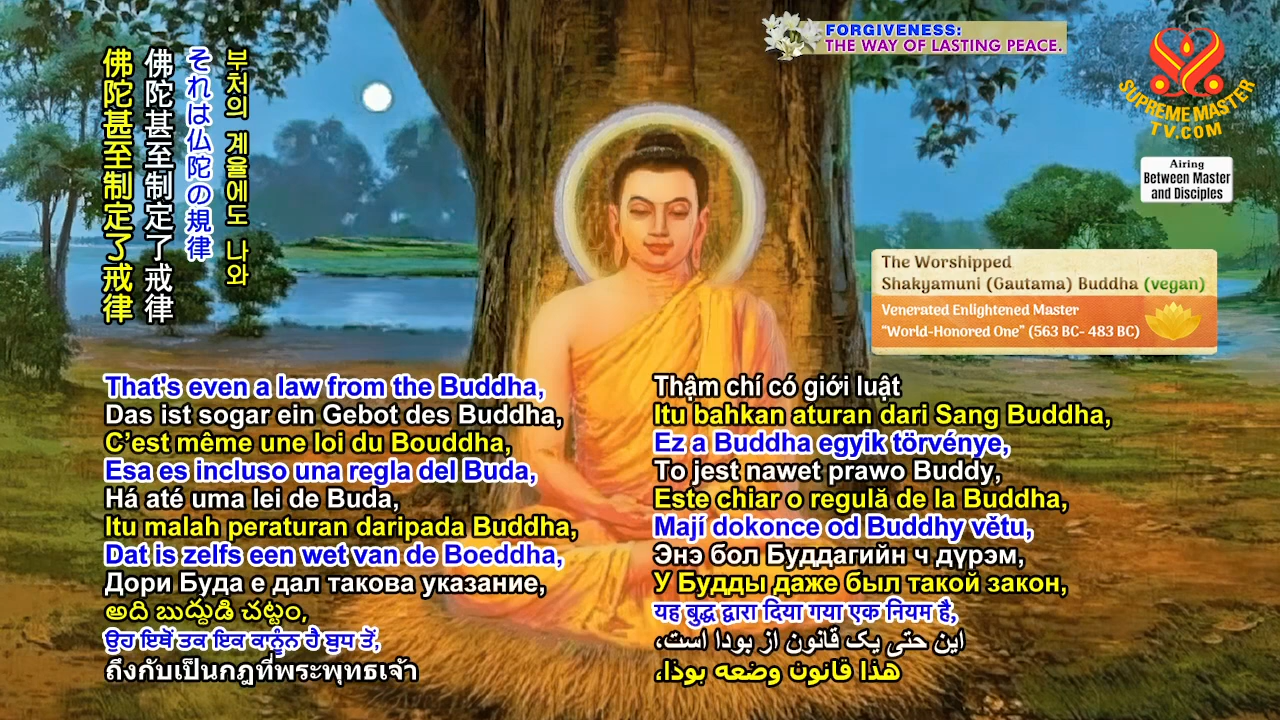 FORGIVENESS:
THE WAY OF LASTING PEACE.
SUPREME MASTER
TV.COM
Airing
Between Master
and Disciples
부처의 계율에도 나와
それは仏陀の規律
佛陀甚至制定了戒律
佛陀甚至制定了戒律
The Worshipped
Shakyamuni (Gautama) Buddha (vegan)
Venerated Enlightened Master
“World-Honored One” (563 BC- 483 BC)
That's even a law from the Buddha,
Das ist sogar ein Gebot des Buddha,
C’est même une loi du Bouddha,
Esa es incluso una regla del Buda,
Há até uma lei de Buda,
Itu malah peraturan daripada Buddha,
Dat is zelfs een wet van de Boeddha,
Дори Буда е дал такова указание,
అది బుద్ధుడి చట్టం,
ਉਹ ਇਥੋਂ ਤਕ ਇਕ ਕਾਨੂੰਨ ਹੈ ਬੁਧ ਤੋਂ,
ถึงกับเป็นกฎที่พระพุทธเจ้า
Thậm chí có giới luật
Itu bahkan aturan dari Sang Buddha,
Ez a Buddha egyik törvénye,
To jest nawet prawo Buddy,
Este chiar o regulă de la Buddha,
Mají dokonce od Buddhy větu,
Энэ бол Буддагийн ч дүрэм,
У Будды даже был такой закон,
यह बुद्ध द्वारा दिया गया एक नियम है,
این حتی یک قانون از بودا است،
هذا قانون وضعه بوذا،